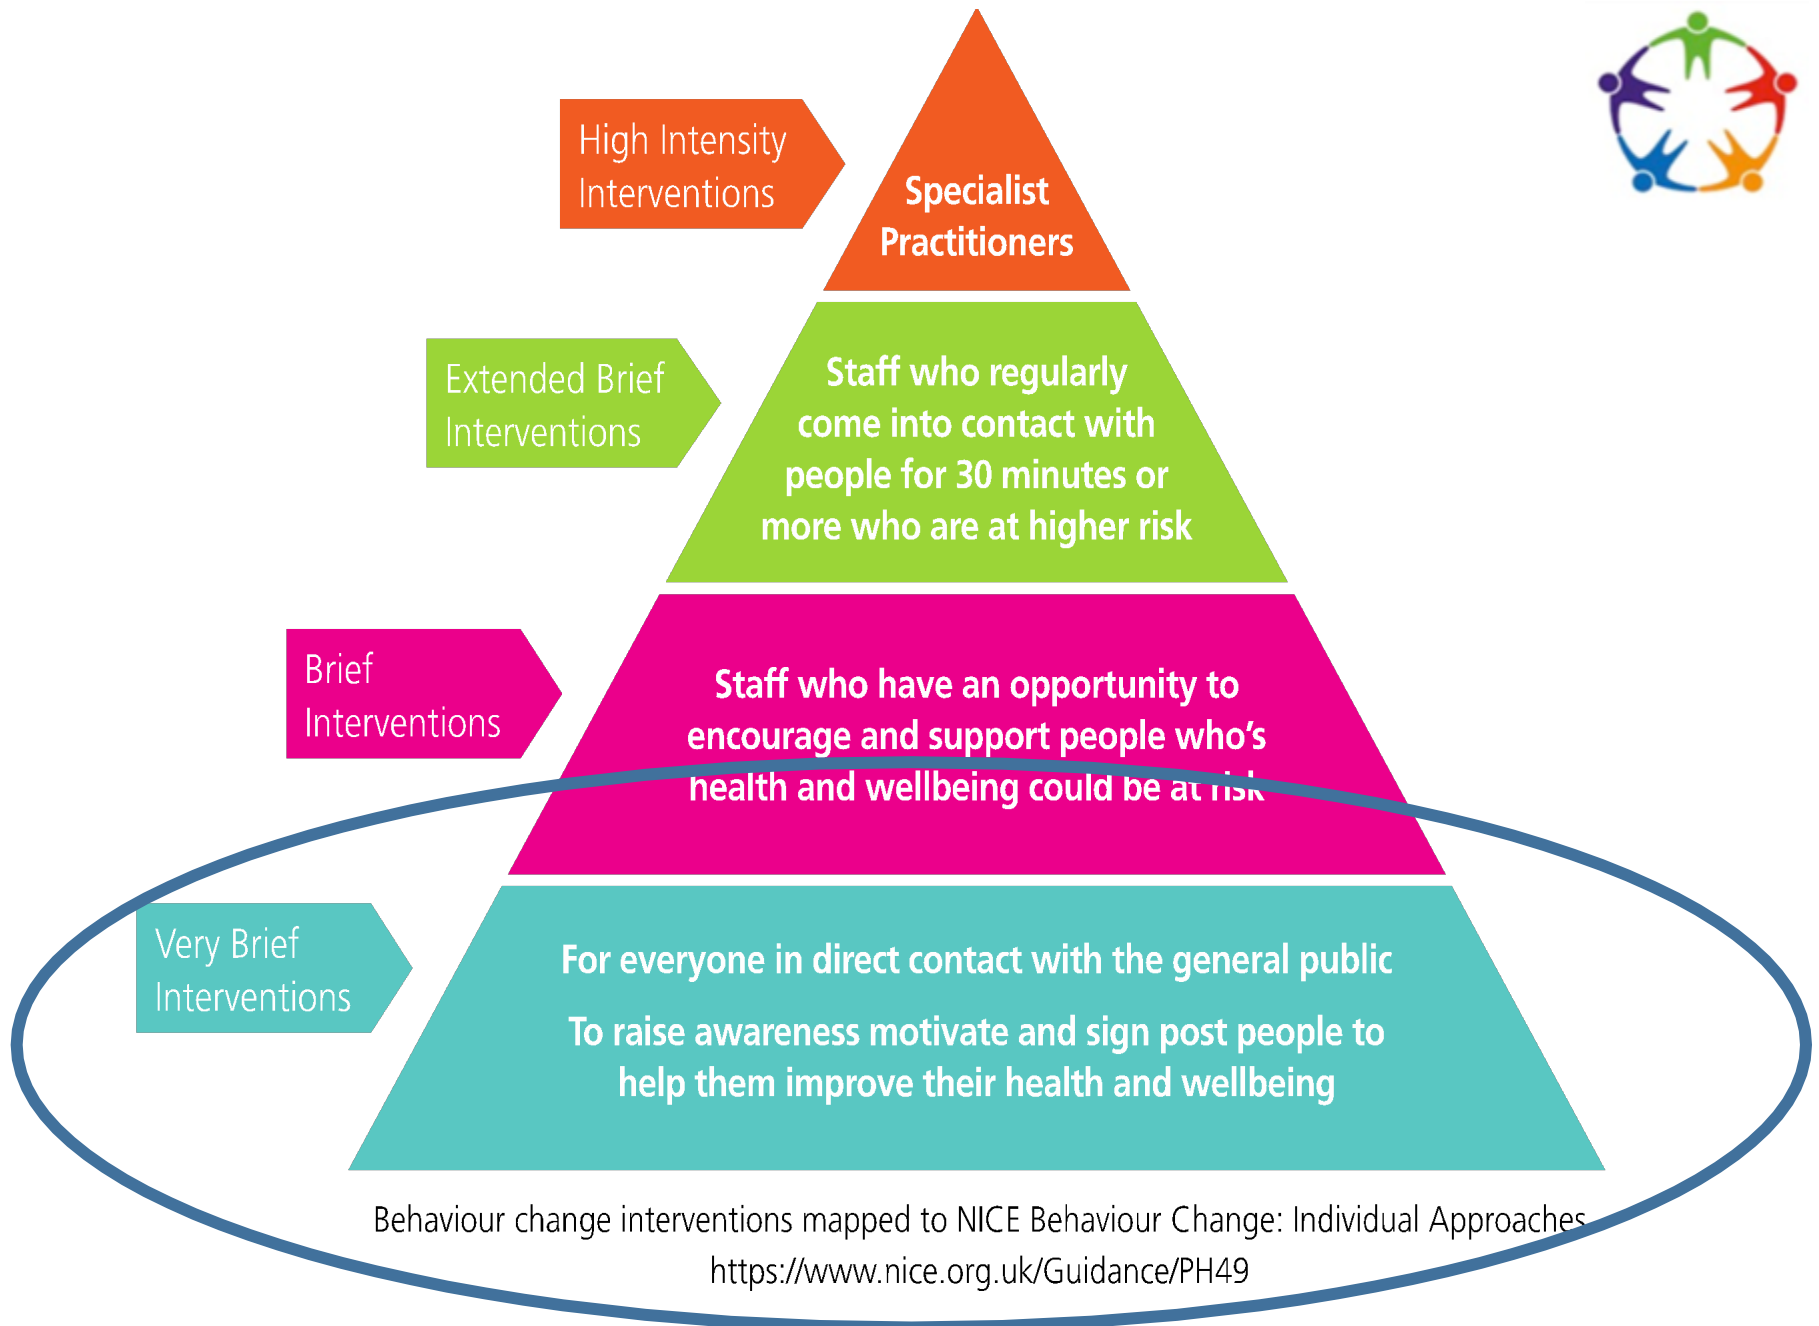 High Intensity
Interventions
Specialist
Practitioners
Extended Brief
Interventions
Staff who regularly
come into contact with
people for 30 minutes or
more who are at higher risk
Brief
Interventions
Staff who have an opportunity to
encourage and support people who’s
health and wellbeing could be at risk
Very Brief
Interventions
For everyone in direct contact with the general public
To raise awareness motivate and sign post people to
help them improve their health and wellbeing
Behaviour change interventions mapped to NICE Behaviour Change: Individual Approaches
https://www.nice.org.uk/Guidance/PH49